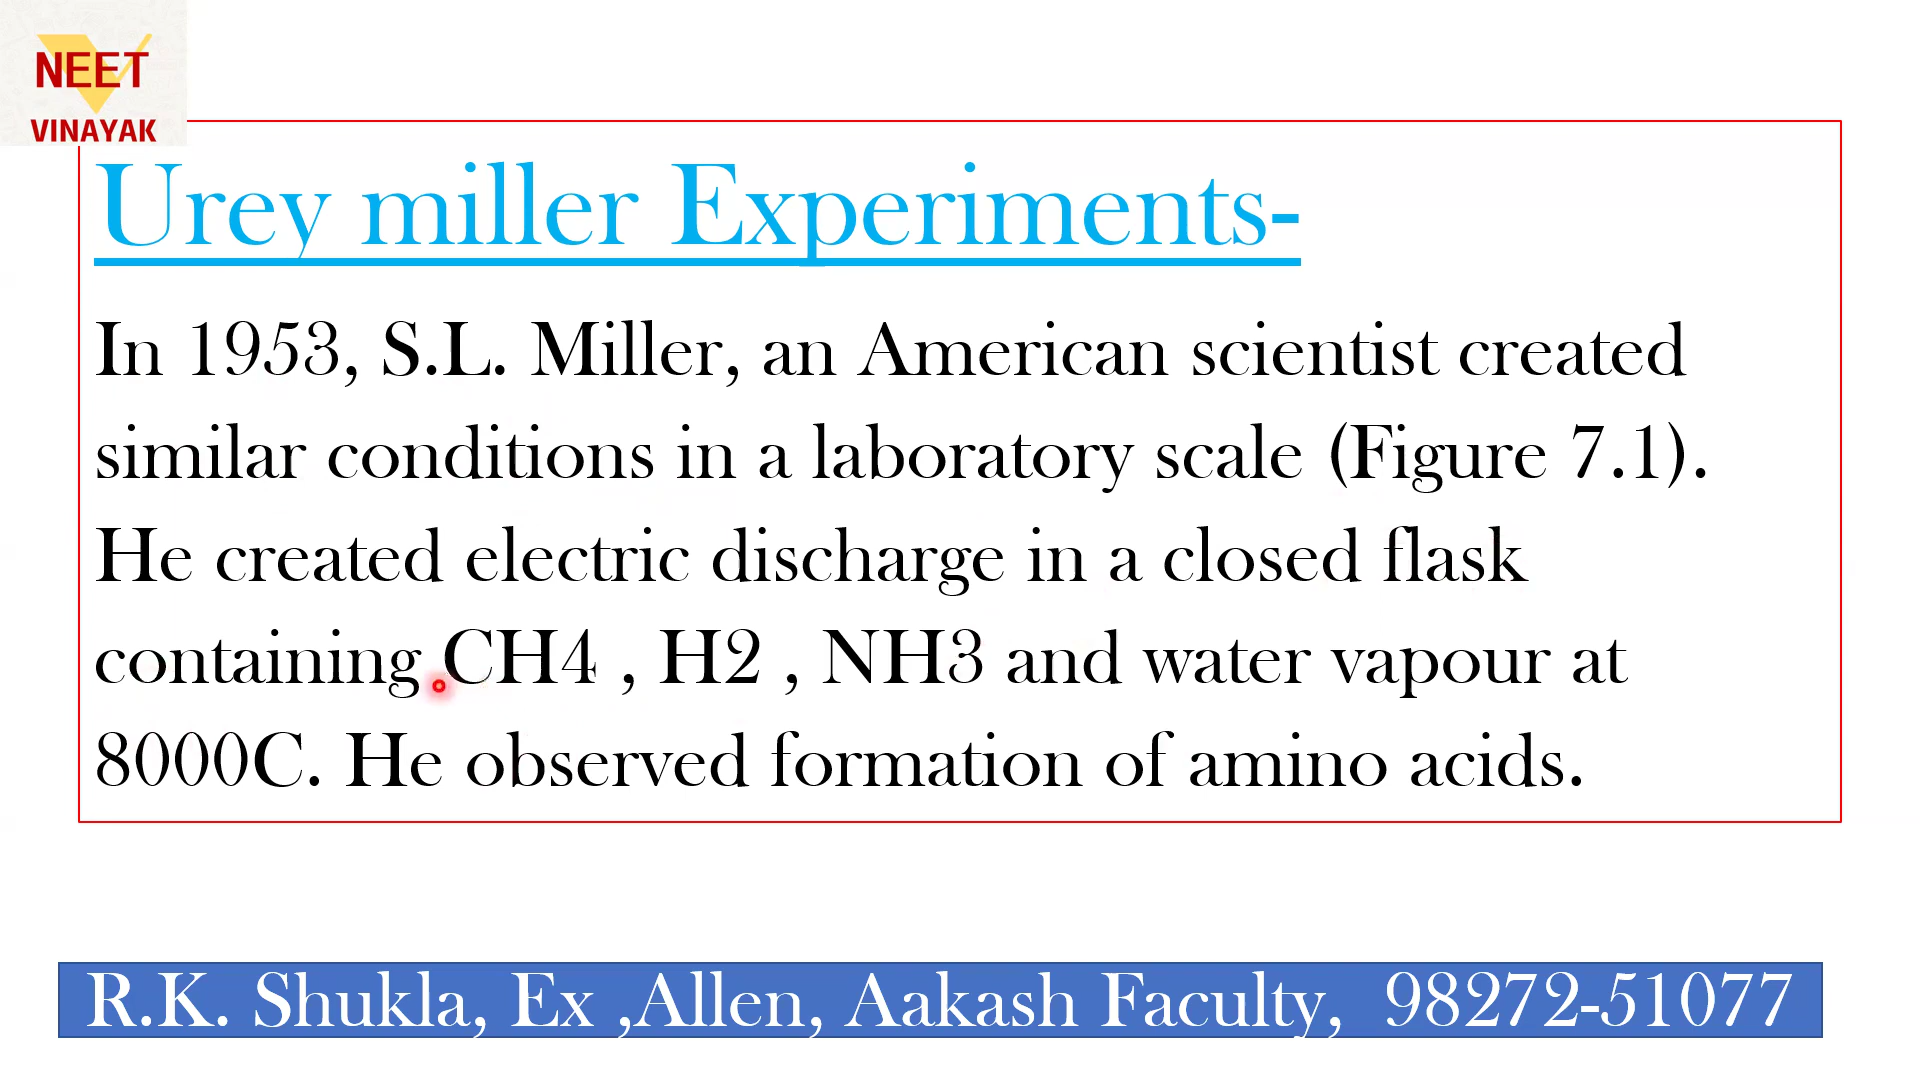 NEET
VINAYAK
Urey miller Experiments-
In 1953, S.L. Miller, an American scientist created
similar conditions in a laboratory scale (Figure 7.1).
He created electric discharge in a closed flask
containing CH4 , H2 , NH3 and water vapour at
8000C. He observed formation of amino acids.
R.K. Shukla, Ex ,Allen, Aakash Faculty, 98272-51077